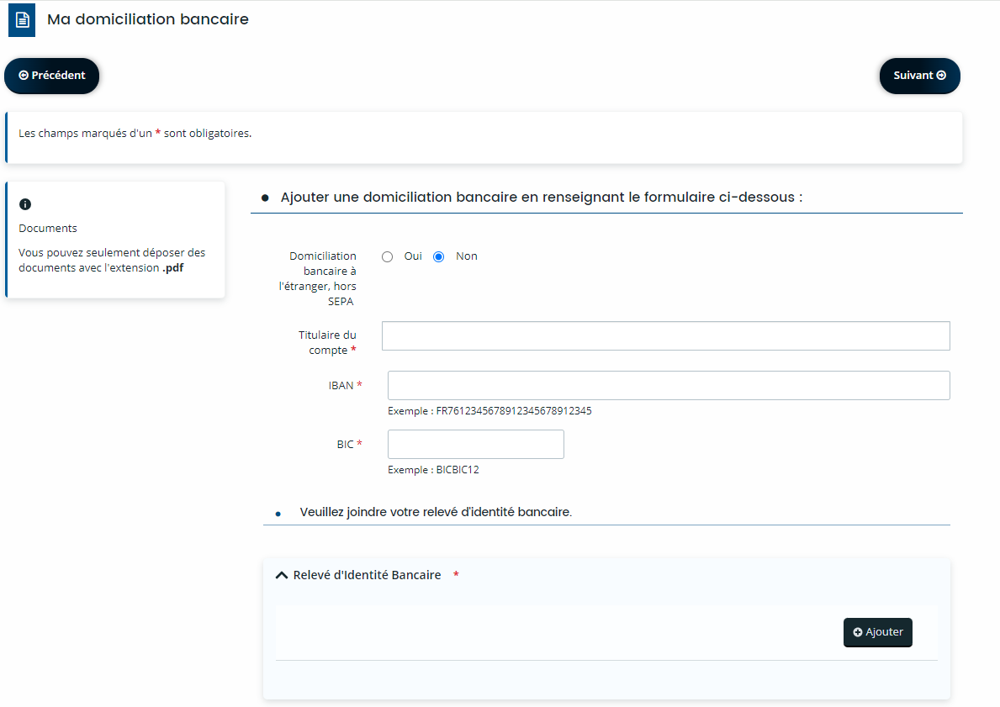 Ma domiciliation bancaire
Précédent
Suivant
Les champs marqués d'un * sont obligatoires.
Documents
Vous pouvez seulement déposer des
documents avec l'extension .pdf
Ajouter une domiciliation bancaire en renseignant le formulaire ci-dessous :
Domiciliation
bancaire à
l'étranger, hors
SEPA
Oui Non
Titulaire du
compte *
IBAN *
Exemple : FR7612345678912345678912345
BIC *
Exemple : BICBIC12
Veuillez joindre votre relevé d'identité bancaire.
Relevé d'Identité Bancaire *
Ajouter